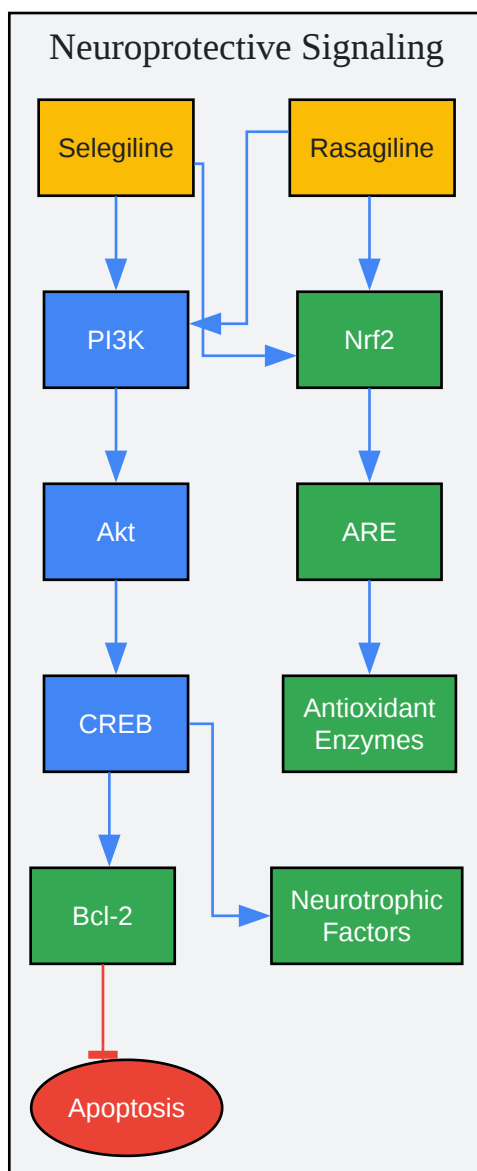 Neuroprotective Signaling
Selegiline
Rasagiline
PI3K
Nrf2
Akt
ARE
CREB
Antioxidant
Enzymes
Bcl-2
Neurotrophic
Factors
Apoptosis